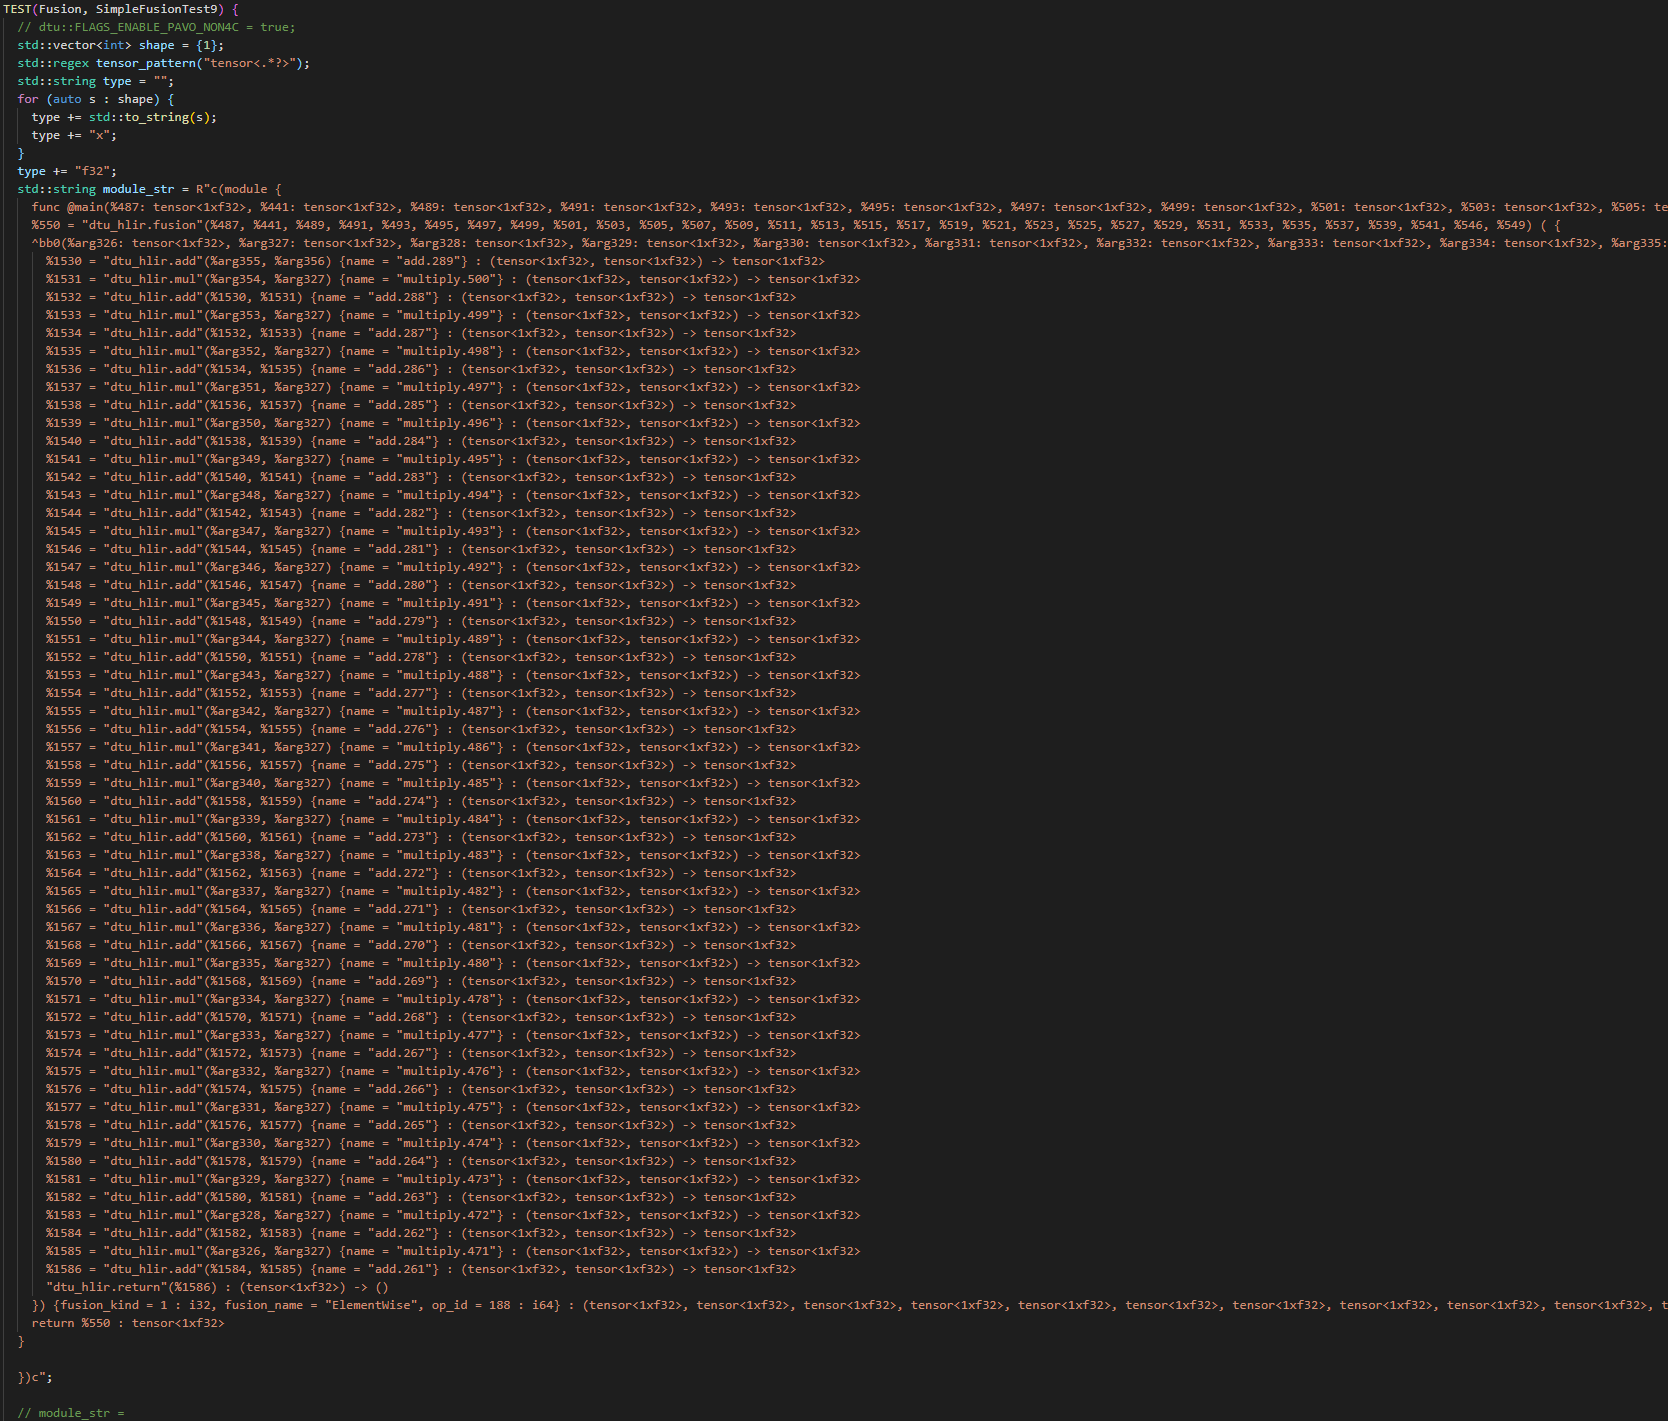 TEST(Fusion, SimpleFusionTest9) {
// dtu::FLAGS_ENABLE_PAVO_NON4C = true;
std::vector<int> shape = {1};
std::regex tensor_pattern("tensor<.*?>");
std::string type = "";
for (auto s : shape) {
type += std::to_string(s);
type += "x";
}
type += "f32";
std::string module_str = R"c(module {
func @main(%487: tensor<1xf32>, %441: tensor<1xf32>, %489: tensor<1xf32>, %491: tensor<1xf32>, %493: tensor<1xf32>, %495: tensor<1xf32>, %497: tensor<1xf32>, %499: tensor<1xf32>, %501: tensor<1xf32>, %503: tensor<1xf32>, %505: te
%550 = "dtu_hlir.fusion"(%487, %441, %489, %491, %493, %495, %497, %499, %501, %503, %505, %507, %509, %511, %513, %515, %517, %519, %521, %523, %525, %527, %529, %531, %533, %535, %537, %539, %541, %546, %549) ( {
^bb0(%arg326: tensor<1xf32>, %arg327: tensor<1xf32>, %arg328: tensor<1xf32>, %arg329: tensor<1xf32>, %arg330: tensor<1xf32>, %arg331: tensor<1xf32>, %arg332: tensor<1xf32>, %arg333: tensor<1xf32>, %arg334: tensor<1xf32>, %arg335:
%1530 = "dtu_hlir.add"(%arg355, %arg356) {name = "add.289"} : (tensor<1xf32>, tensor<1xf32>) -> tensor<1xf32>
%1531 = "dtu_hlir.mul"(%arg354, %arg327) {name = "multiply.500"} : (tensor<1xf32>, tensor<1xf32>) -> tensor<1xf32>
%1532 = "dtu_hlir.add"(%1530, %1531) {name = "add.288"} : (tensor<1xf32>, tensor<1xf32>) -> tensor<1xf32>
%1533 = "dtu_hlir.mul"(%arg353, %arg327) {name = "multiply.499"} : (tensor<1xf32>, tensor<1xf32>) -> tensor<1xf32>
%1534 = "dtu_hlir.add"(%1532, %1533) {name = "add.287"} : (tensor<1xf32>, tensor<1xf32>) -> tensor<1xf32>
%1535 = "dtu_hlir.mul"(%arg352, %arg327) {name = "multiply.498"} : (tensor<1xf32>, tensor<1xf32>) -> tensor<1xf32>
%1536 = "dtu_hlir.add"(%1534, %1535) {name = "add.286"} : (tensor<1xf32>, tensor<1xf32>) -> tensor<1xf32>
%1537 = "dtu_hlir.mul"(%arg351, %arg327) {name = "multiply.497"} : (tensor<1xf32>, tensor<1xf32>) -> tensor<1xf32>
%1538 = "dtu_hlir.add"(%1536, %1537) {name = "add.285"} : (tensor<1xf32>, tensor<1xf32>) -> tensor<1xf32>
%1539 = "dtu_hlir.mul"(%arg350, %arg327) {name = "multiply.496"} : (tensor<1xf32>, tensor<1xf32>) -> tensor<1xf32>
%1540 = "dtu_hlir.add"(%1538, %1539) {name = "add.284"} : (tensor<1xf32>, tensor<1xf32>) -> tensor<1xf32>
%1541 = "dtu_hlir.mul"(%arg349, %arg327) {name = "multiply.495"} : (tensor<1xf32>, tensor<1xf32>) -> tensor<1xf32>
%1542 = "dtu_hlir.add"(%1540, %1541) {name = "add.283"} : (tensor<1xf32>, tensor<1xf32>) -> tensor<1xf32>
%1543 = "dtu_hlir.mul"(%arg348, %arg327) {name = "multiply.494"} : (tensor<1xf32>, tensor<1xf32>) -> tensor<1xf32>
%1544 = "dtu_hlir.add"(%1542, %1543) {name = "add.282"} : (tensor<1xf32>, tensor<1xf32>) -> tensor<1xf32>
%1545 = "dtu_hlir.mul"(%arg347, %arg327) {name = "multiply.493"} : (tensor<1xf32>, tensor<1xf32>) -> tensor<1xf32>
%1546 = "dtu_hlir.add"(%1544, %1545) {name = "add.281"} : (tensor<1xf32>, tensor<1xf32>) -> tensor<1xf32>
%1547 = "dtu_hlir.mul"(%arg346, %arg327) {name = "multiply.492"} : (tensor<1xf32>, tensor<1xf32>) -> tensor<1xf32>
%1548 = "dtu_hlir.add"(%1546, %1547) {name = "add.280"} : (tensor<1xf32>, tensor<1xf32>) -> tensor<1xf32>
%1549 = "dtu_hlir.mul"(%arg345, %arg327) {name = "multiply.491"} : (tensor<1xf32>, tensor<1xf32>) -> tensor<1xf32>
%1550 = "dtu_hlir.add"(%1548, %1549) {name = "add.279"} : (tensor<1xf32>, tensor<1xf32>) -> tensor<1xf32>
%1551 = "dtu_hlir.mul"(%arg344, %arg327) {name = "multiply.489"} : (tensor<1xf32>, tensor<1xf32>) -> tensor<1xf32>
%1552 = "dtu_hlir.add"(%1550, %1551) {name = "add.278"} : (tensor<1xf32>, tensor<1xf32>) -> tensor<1xf32>
%1553 = "dtu_hlir.mul"(%arg343, %arg327) {name = "multiply.488"} : (tensor<1xf32>, tensor<1xf32>) -> tensor<1xf32>
%1554 = "dtu_hlir.add"(%1552, %1553) {name = "add.277"} : (tensor<1xf32>, tensor<1xf32>) -> tensor<1xf32>
%1555 = "dtu_hlir.mul"(%arg342, %arg327) {name = "multiply.487"} : (tensor<1xf32>, tensor<1xf32>) -> tensor<1xf32>
%1556 = "dtu_hlir.add"(%1554, %1555) {name = "add.276"} : (tensor<1xf32>, tensor<1xf32>) -> tensor<1xf32>
%1557 = "dtu_hlir.mul"(%arg341, %arg327) {name = "multiply.486"} : (tensor<1xf32>, tensor<1xf32>) -> tensor<1xf32>
%1558 = "dtu_hlir.add"(%1556, %1557) {name = "add.275"} : (tensor<1xf32>, tensor<1xf32>) -> tensor<1xf32>
%1559 = "dtu_hlir.mul"(%arg340, %arg327) {name = "multiply.485"} : (tensor<1xf32>, tensor<1xf32>) -> tensor<1xf32>
%1560 = "dtu_hlir.add"(%1558, %1559) {name = "add.274"} : (tensor<1xf32>, tensor<1xf32>) -> tensor<1xf32>
%1561 = "dtu_hlir.mul"(%arg339, %arg327) {name = "multiply.484"} : (tensor<1xf32>, tensor<1xf32>) -> tensor<1xf32>
%1562 = "dtu_hlir.add"(%1560, %1561) {name = "add.273"} : (tensor<1xf32>, tensor<1xf32>) -> tensor<1xf32>
%1563 = "dtu_hlir.mul"(%arg338, %arg327) {name = "multiply.483"} : (tensor<1xf32>, tensor<1xf32>) -> tensor<1xf32>
%1564 = "dtu_hlir.add"(%1562, %1563) {name = "add.272"} : (tensor<1xf32>, tensor<1xf32>) -> tensor<1xf32>
%1565 = "dtu_hlir.mul"(%arg337, %arg327) {name = "multiply.482"} : (tensor<1xf32>, tensor<1xf32>) -> tensor<1xf32>
%1566 = "dtu_hlir.add"(%1564, %1565) {name = "add.271"} : (tensor<1xf32>, tensor<1xf32>) -> tensor<1xf32>
%1567 = "dtu_hlir.mul"(%arg336, %arg327) {name = "multiply.481"} : (tensor<1xf32>, tensor<1xf32>) -> tensor<1xf32>
%1568 = "dtu_hlir.add"(%1566, %1567) {name = "add.270"} : (tensor<1xf32>, tensor<1xf32>) -> tensor<1xf32>
%1569 = "dtu_hlir.mul"(%arg335, %arg327) {name = "multiply.480"} : (tensor<1xf32>, tensor<1xf32>) -> tensor<1xf32>
%1570 = "dtu_hlir.add"(%1568, %1569) {name = "add.269"} : (tensor<1xf32>, tensor<1xf32>) -> tensor<1xf32>
%1571 = "dtu_hlir.mul"(%arg334, %arg327) {name = "multiply.478"} : (tensor<1xf32>, tensor<1xf32>) -> tensor<1xf32>
%1572 = "dtu_hlir.add"(%1570, %1571) {name = "add.268"} : (tensor<1xf32>, tensor<1xf32>) -> tensor<1xf32>
%1573 = "dtu_hlir.mul"(%arg333, %arg327) {name = "multiply.477"} : (tensor<1xf32>, tensor<1xf32>) -> tensor<1xf32>
%1574 = "dtu_hlir.add"(%1572, %1573) {name = "add.267"} : (tensor<1xf32>, tensor<1xf32>) -> tensor<1xf32>
%1575 = "dtu_hlir.mul"(%arg332, %arg327) {name = "multiply.476"} : (tensor<1xf32>, tensor<1xf32>) -> tensor<1xf32>
%1576 = "dtu_hlir.add"(%1574, %1575) {name = "add.266"} : (tensor<1xf32>, tensor<1xf32>) -> tensor<1xf32>
%1577 = "dtu_hlir.mul"(%arg331, %arg327) {name = "multiply.475"} : (tensor<1xf32>, tensor<1xf32>) -> tensor<1xf32>
%1578 = "dtu_hlir.add"(%1576, %1577) {name = "add.265"} : (tensor<1xf32>, tensor<1xf32>) -> tensor<1xf32>
%1579 = "dtu_hlir.mul"(%arg330, %arg327) {name = "multiply.474"} : (tensor<1xf32>, tensor<1xf32>) -> tensor<1xf32>
%1580 = "dtu_hlir.add"(%1578, %1579) {name = "add.264"} : (tensor<1xf32>, tensor<1xf32>) -> tensor<1xf32>
%1581 = "dtu_hlir.mul"(%arg329, %arg327) {name = "multiply.473"} : (tensor<1xf32>, tensor<1xf32>) -> tensor<1xf32>
%1582 = "dtu_hlir.add"(%1580, %1581) {name = "add.263"} : (tensor<1xf32>, tensor<1xf32>) -> tensor<1xf32>
%1583 = "dtu_hlir.mul"(%arg328, %arg327) {name = "multiply.472"} : (tensor<1xf32>, tensor<1xf32>) -> tensor<1xf32>
%1584 = "dtu_hlir.add"(%1582, %1583) {name = "add.262"} : (tensor<1xf32>, tensor<1xf32>) -> tensor<1xf32>
%1585 = "dtu_hlir.mul"(%arg326, %arg327) {name = "multiply.471"} : (tensor<1xf32>, tensor<1xf32>) -> tensor<1xf32>
%1586 = "dtu_hlir.add"(%1584, %1585) {name = "add.261"} : (tensor<1xf32>, tensor<1xf32>) -> tensor<1xf32>
"dtu_hlir.return"(%1586) : (tensor<1xf32>) -> ()
}) {fusion_kind = 1 : i32, fusion_name = "ElementWise", op_id = 188 : i64} : (tensor<1xf32>, tensor<1xf32>, tensor<1xf32>, tensor<1xf32>, tensor<1xf32>, tensor<1xf32>, tensor<1xf32>, tensor<1xf32>, tensor<1xf32>, tensor<1xf32>, t
return %550 : tensor<1xf32>
}
})c";
// module_str =